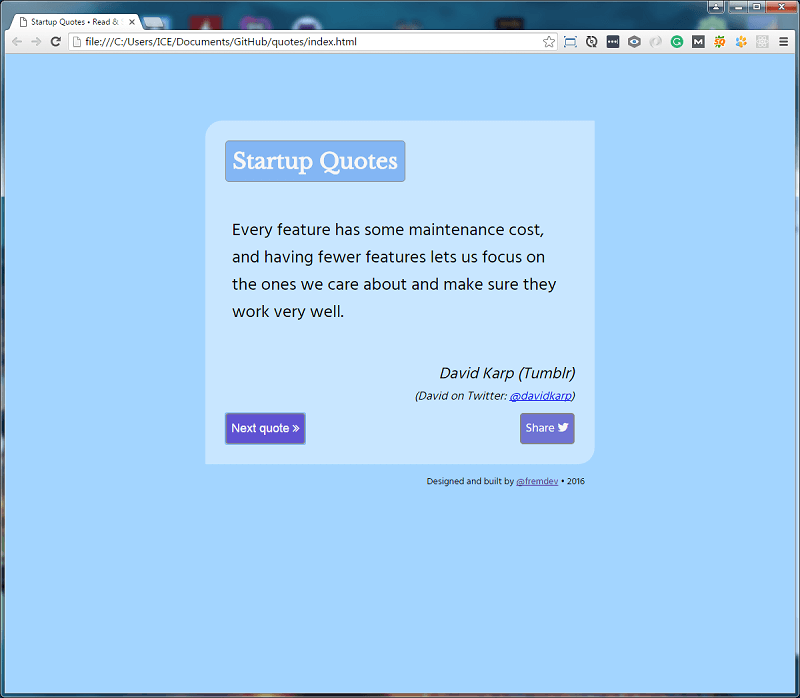 Startup Quotes • Read &
file:///C:/Users/ICE/Documents/GitHub/quotes/index.html
Startup Quotes
Every feature has some maintenance cost,
and having fewer features lets us focus on
the ones we care about and make sure they
work very well.
David Karp (Tumblr)
(David on Twitter: @davidkarp)
Next quote »
Share
Designed and built by @fremdev • 2016